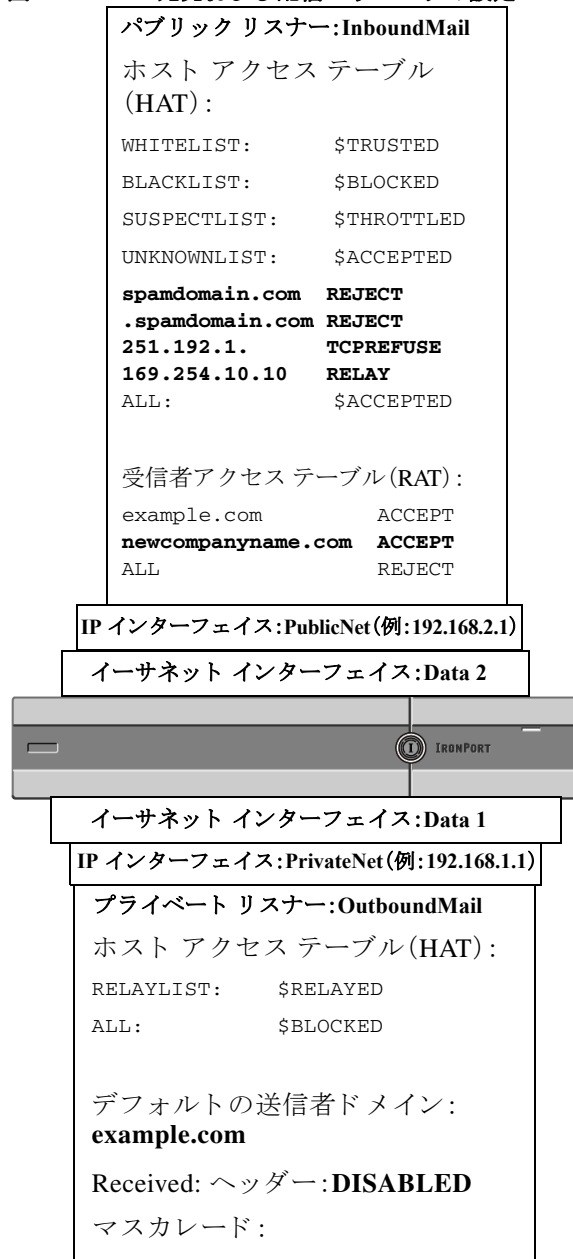 パブリック リスナー:InboundMail
ホスト アクセス テーブル
(HAT):
WHITELIST: $TRUSTED
BLACKLIST: $BLOCKED
SUSPECTLIST: $THROTTLED
UNKNOWNLIST: $ACCEPTED
spamdomain.com REJECT
.spamdomain.com REJECT
251.192.1. TCPREFUSE
169.254.10.10 RELAY
ALL: $ACCEPTED
受信者アクセス テーブル(RAT):
example.com ACCEPT
newcompanyname.com ACCEPT
ALL REJECT
IP インターフェイス:PublicNet(例:192.168.2.1)
イーサネット インターフェイス:Data 2
IRONPORT
イーサネット インターフェイス:Data 1
IP インターフェイス:PrivateNet(例:192.168.1.1)
プライベート リスナー:OutboundMail
ホスト アクセス テーブル(HAT):
RELAYLIST: $RELAYED
ALL: $BLOCKED
デフォルトの送信者ドメイン:
example.com
Received: ヘッダー:DISABLED
マスカレード: